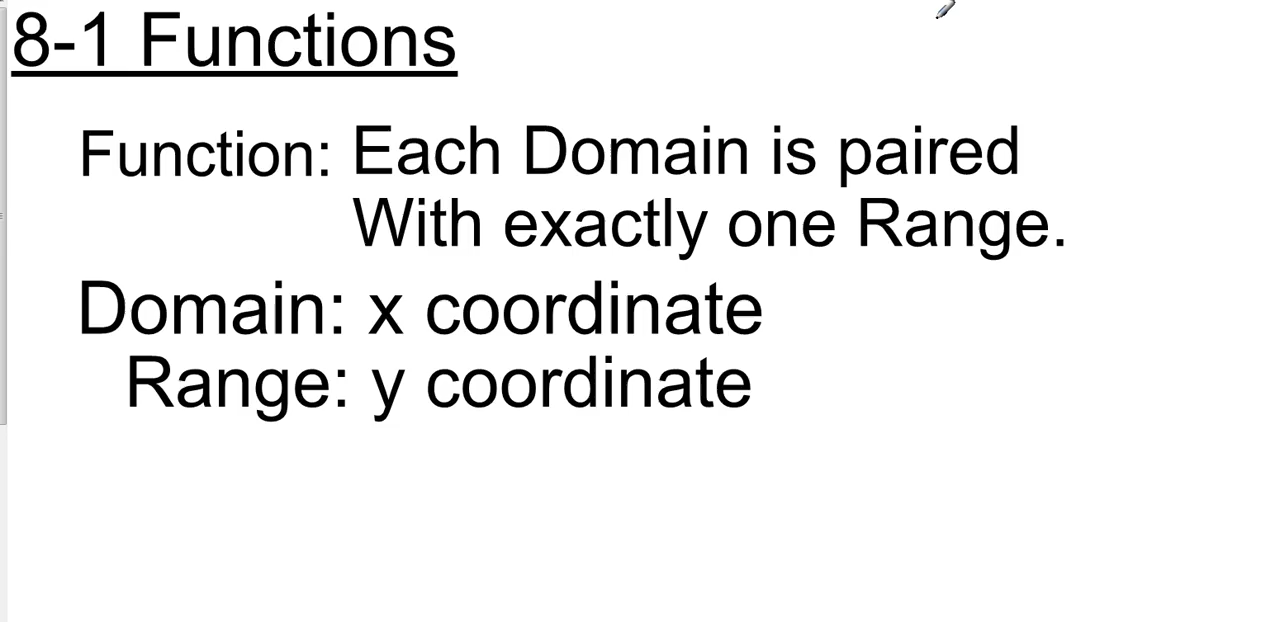 8-1 Functions
Function: Each Domain is paired
With exactly one Range.
Domain: x coordinate
Range: y coordinate